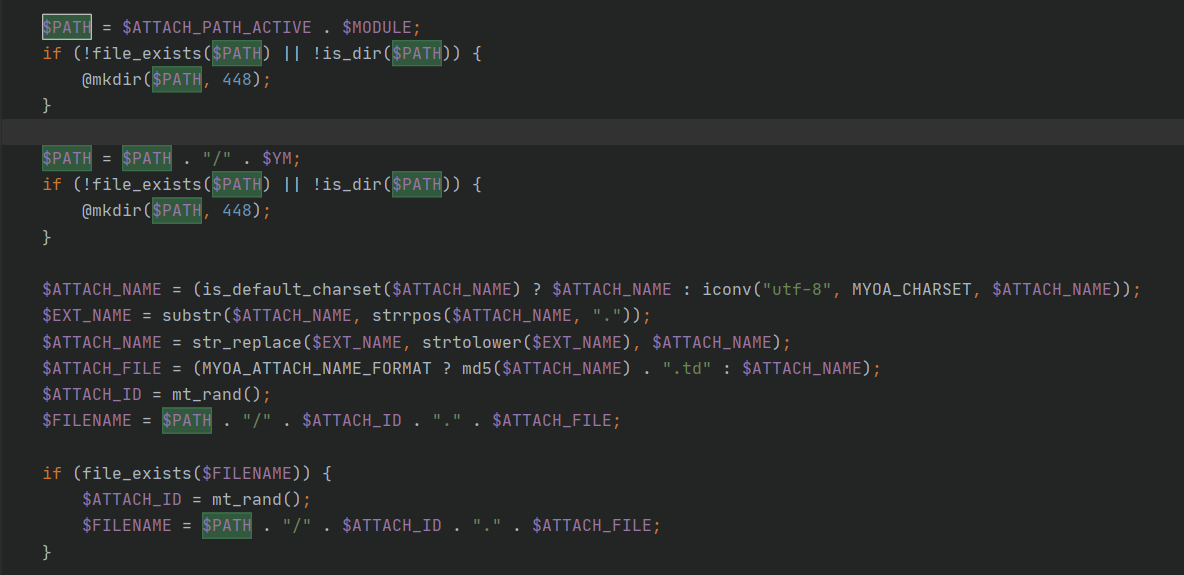 $PATH = $ATTACH_PATH_ACTIVE . $MODULE;
if (!file_exists($PATH) || !is_dir($PATH)) {
    @mkdir($PATH, 448);
}
$PATH = $PATH . "/" . $YM;
if (!file_exists($PATH) || !is_dir($PATH)) {
    @mkdir($PATH, 448);
}
$ATTACH_NAME = (is_default_charset($ATTACH_NAME) ? $ATTACH_NAME : iconv("utf-8", MYOA_CHARSET, $ATTACH_NAME));
$EXT_NAME = substr($ATTACH_NAME, strrpos($ATTACH_NAME, "."));
$ATTACH_NAME = str_replace($EXT_NAME, strtolower($EXT_NAME), $ATTACH_NAME);
$ATTACH_FILE = (MYOA_ATTACH_NAME_FORMAT ? md5($ATTACH_NAME) . ".td" : $ATTACH_NAME);
$ATTACH_ID = mt_rand();
$FILENAME = $PATH . "/" . $ATTACH_ID . "." . $ATTACH_FILE;
if (file_exists($FILENAME)) {
    $ATTACH_ID = mt_rand();
    $FILENAME = $PATH . "/" . $ATTACH_ID . "." . $ATTACH_FILE;
}